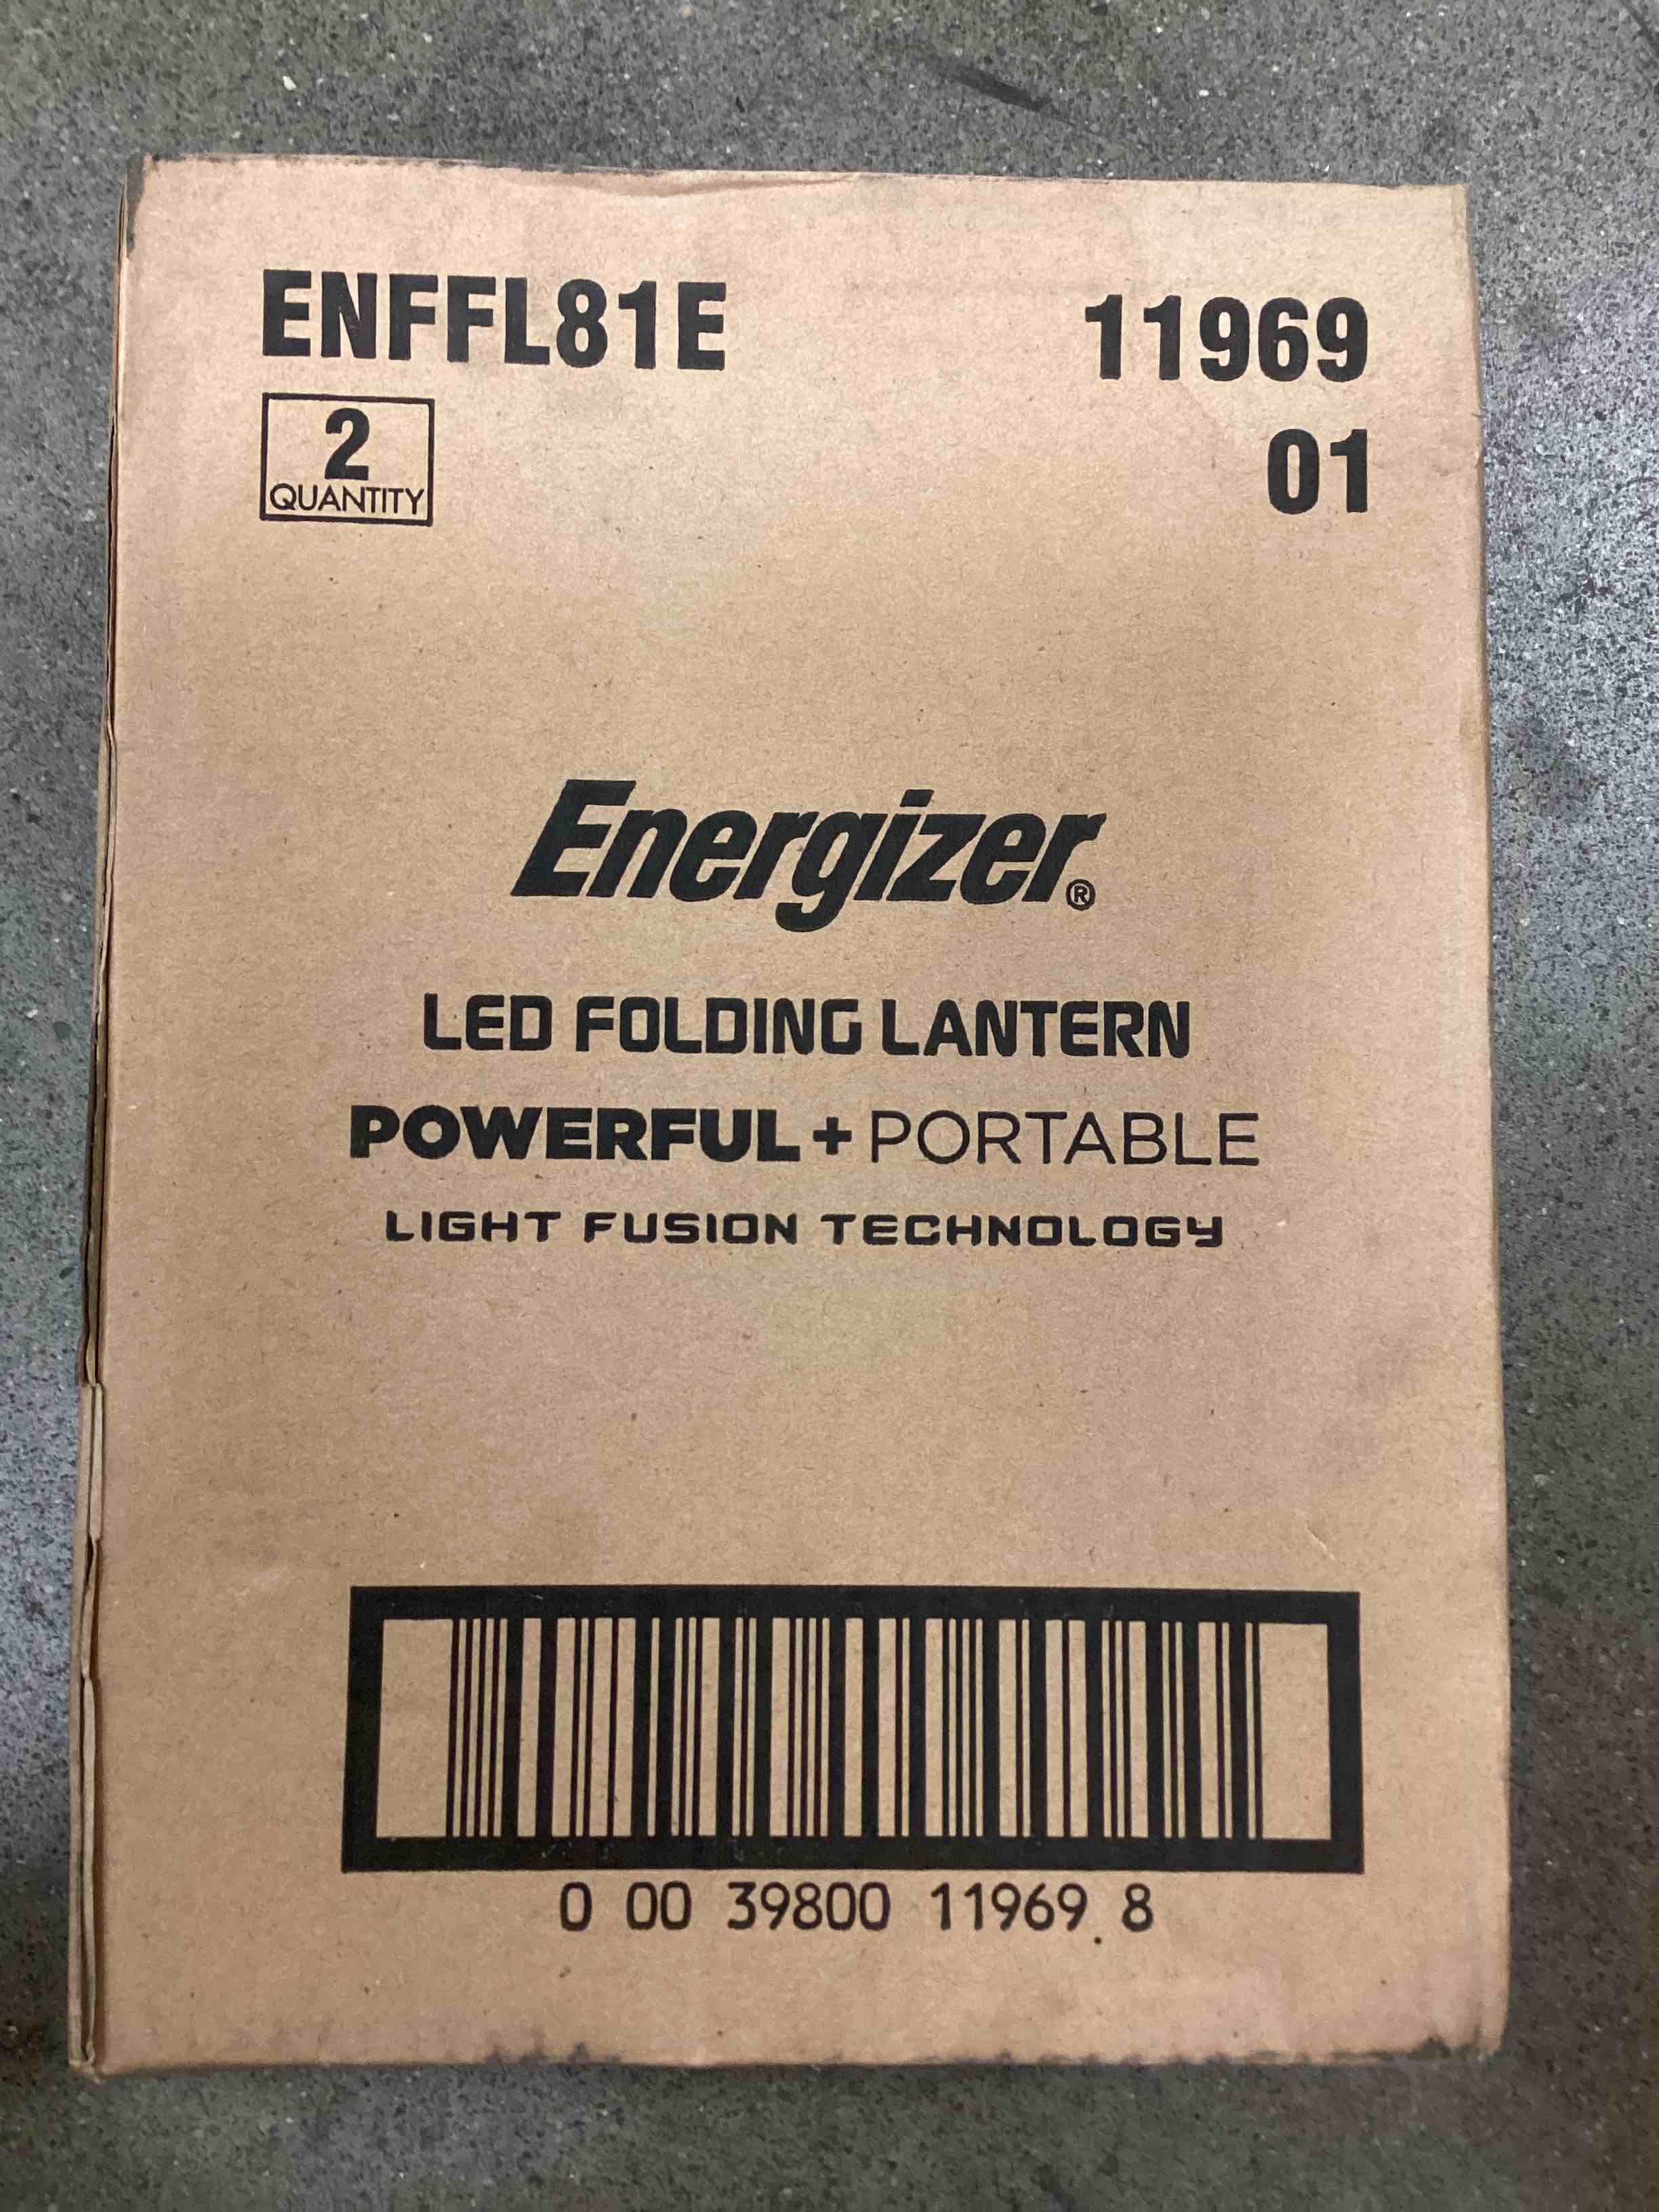 ENFFL81E 11969
2 01
QUANTITY
Energizer®
LED FOLDING LANTERN
POWERFUL + PORTABLE
LIGHT FUSION TECHNOLOGY
0 00 39800 11969 8